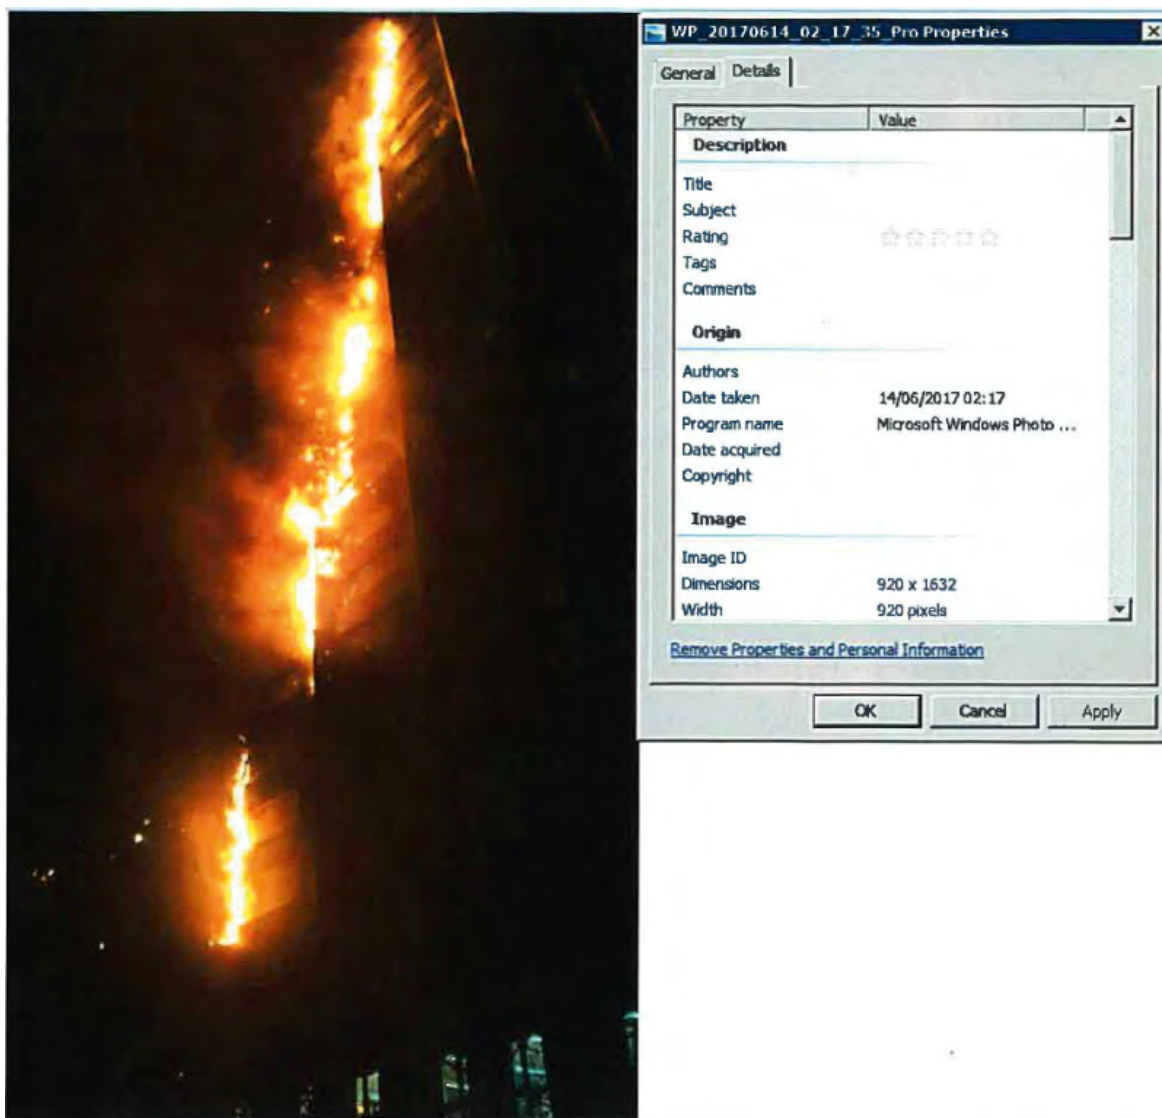 WP_20170614_02_17_35_Pro Properties
General Details
Property Value
Description
Title
Subject
Rating
Tags
Comments
Origin
Authors
Date taken 14/06/2017 02:17
Program name Microsoft Windows Photo ...
Date acquired
Copyright
Image
Image ID
Dimensions 920 x 1632
Width 920 pixels
Remove Properties and Personal Information
OK Cancel Apply